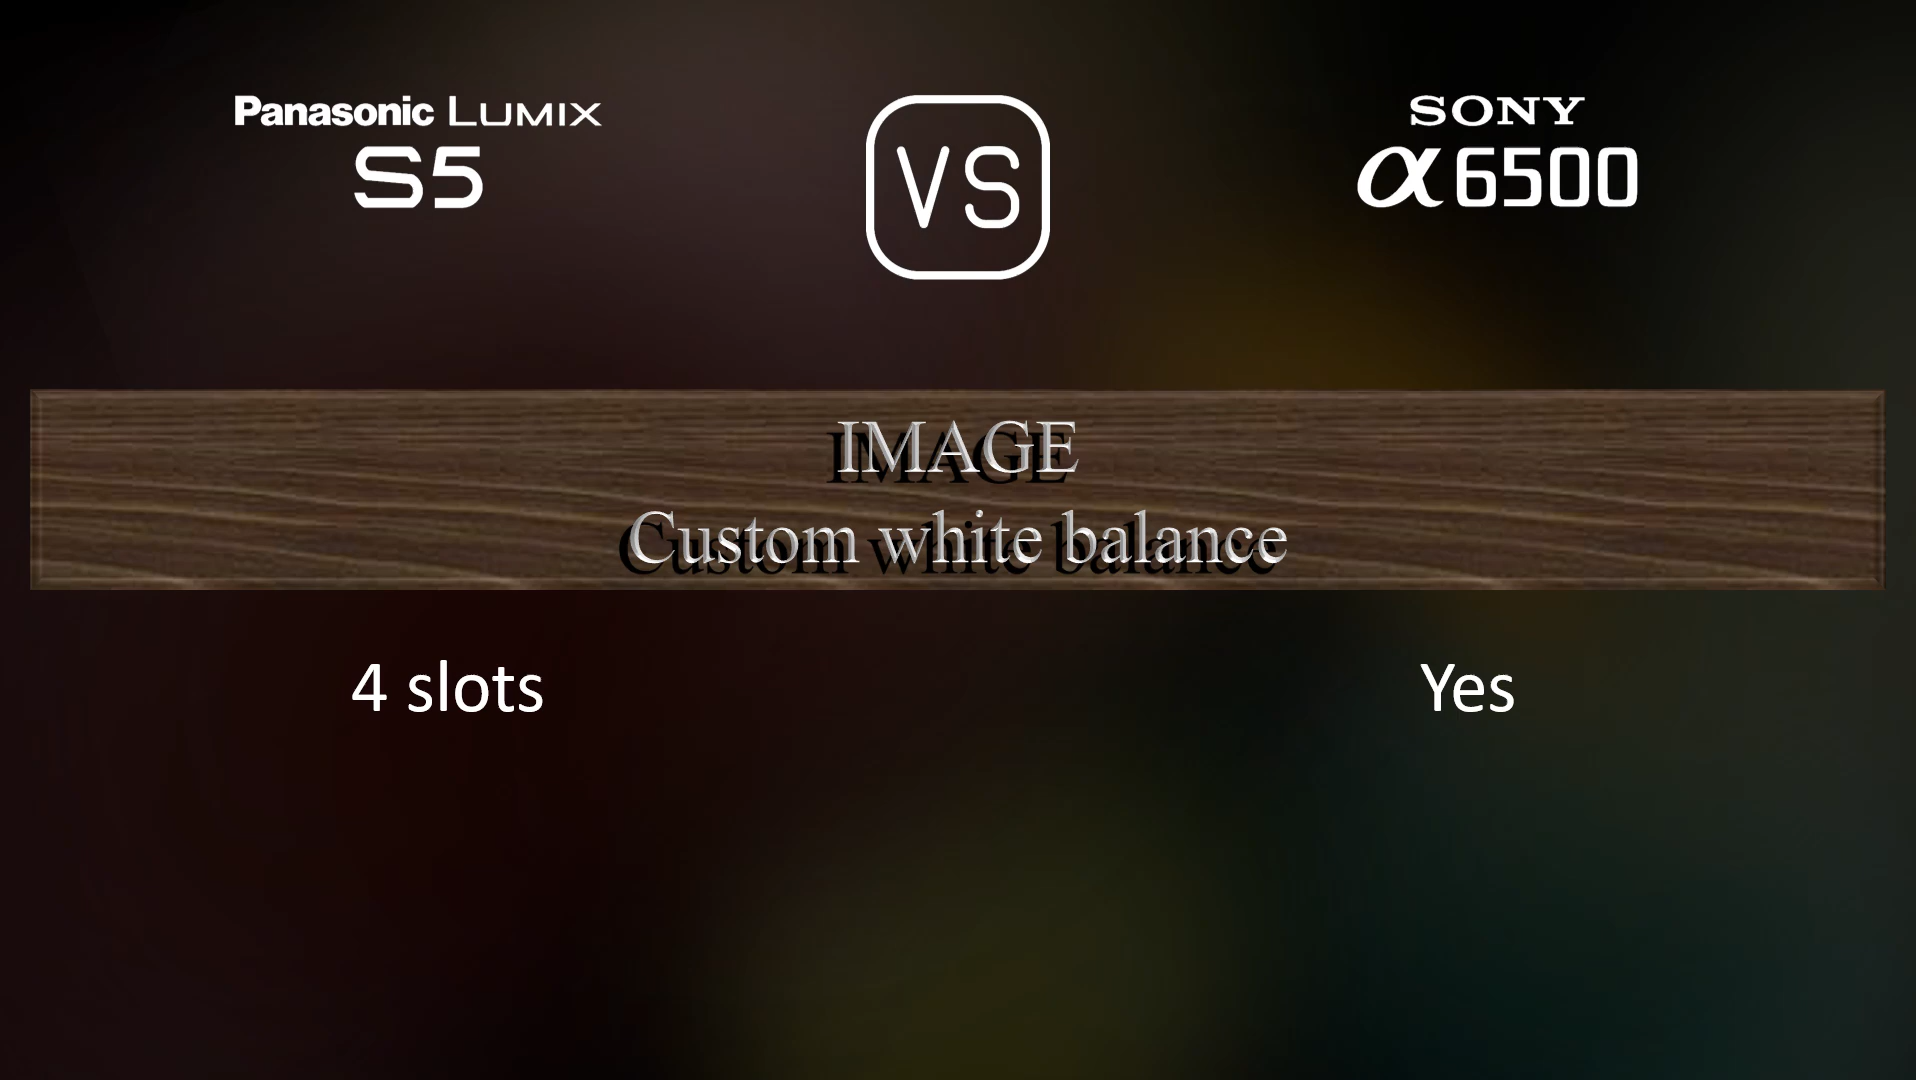 Panasonic LUMIX
S5
VS
SONY
α6500
IMAGE
Custom white balance
4 slots
Yes